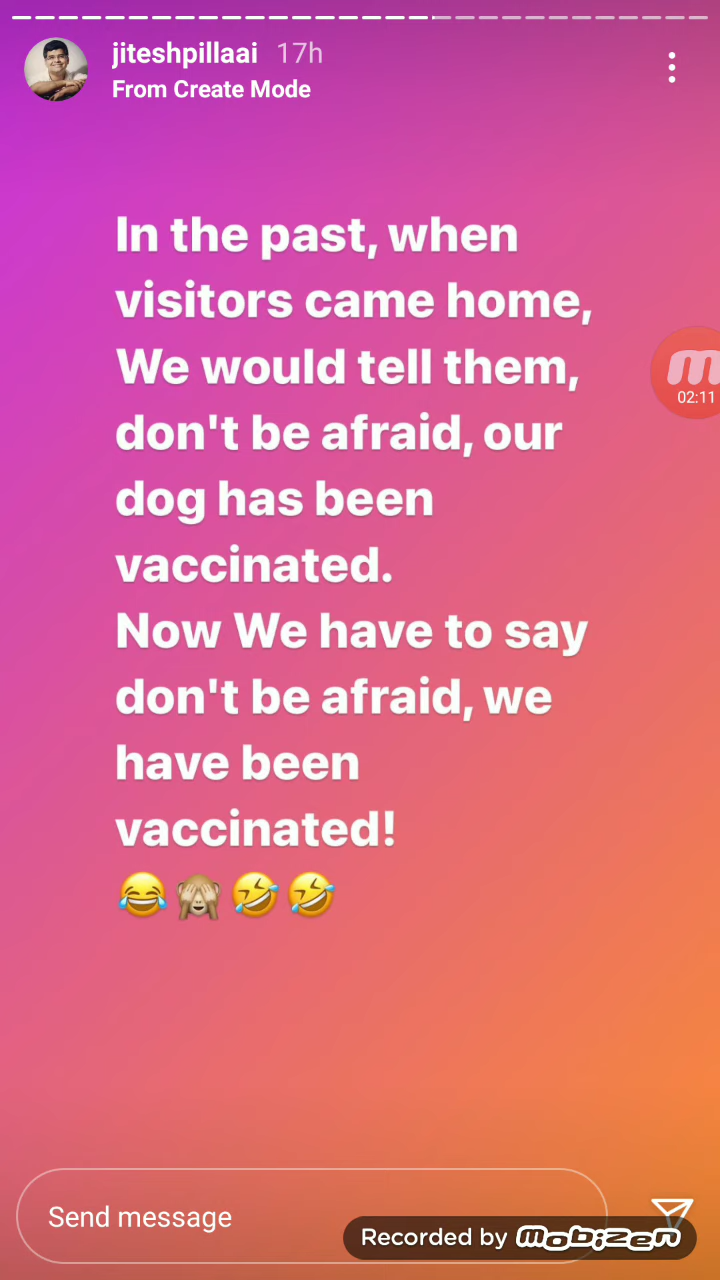 jiteshpillaai 17h
From Create Mode
In the past, when
visitors came home,
We would tell them,
don't be afraid, our
dog has been
vaccinated.
Now We have to say
don't be afraid, we
have been
vaccinated!
😂🙈🤣🤣
m
02:11
Send message
Recorded by Mobizen